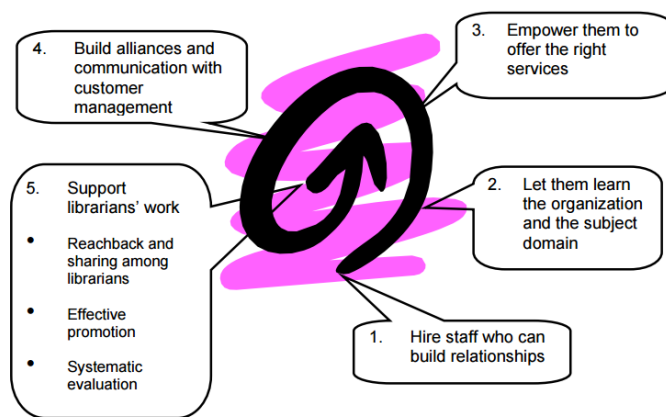 4. Build alliances and
communication with
customer
management
3. Empower them to
offer the right
services
5. Support
librarians’ work
• Reachback and
sharing among
librarians
• Effective
promotion
• Systematic
evaluation
2. Let them learn
the organization
and the subject
domain
1. Hire staff who can
build relationships